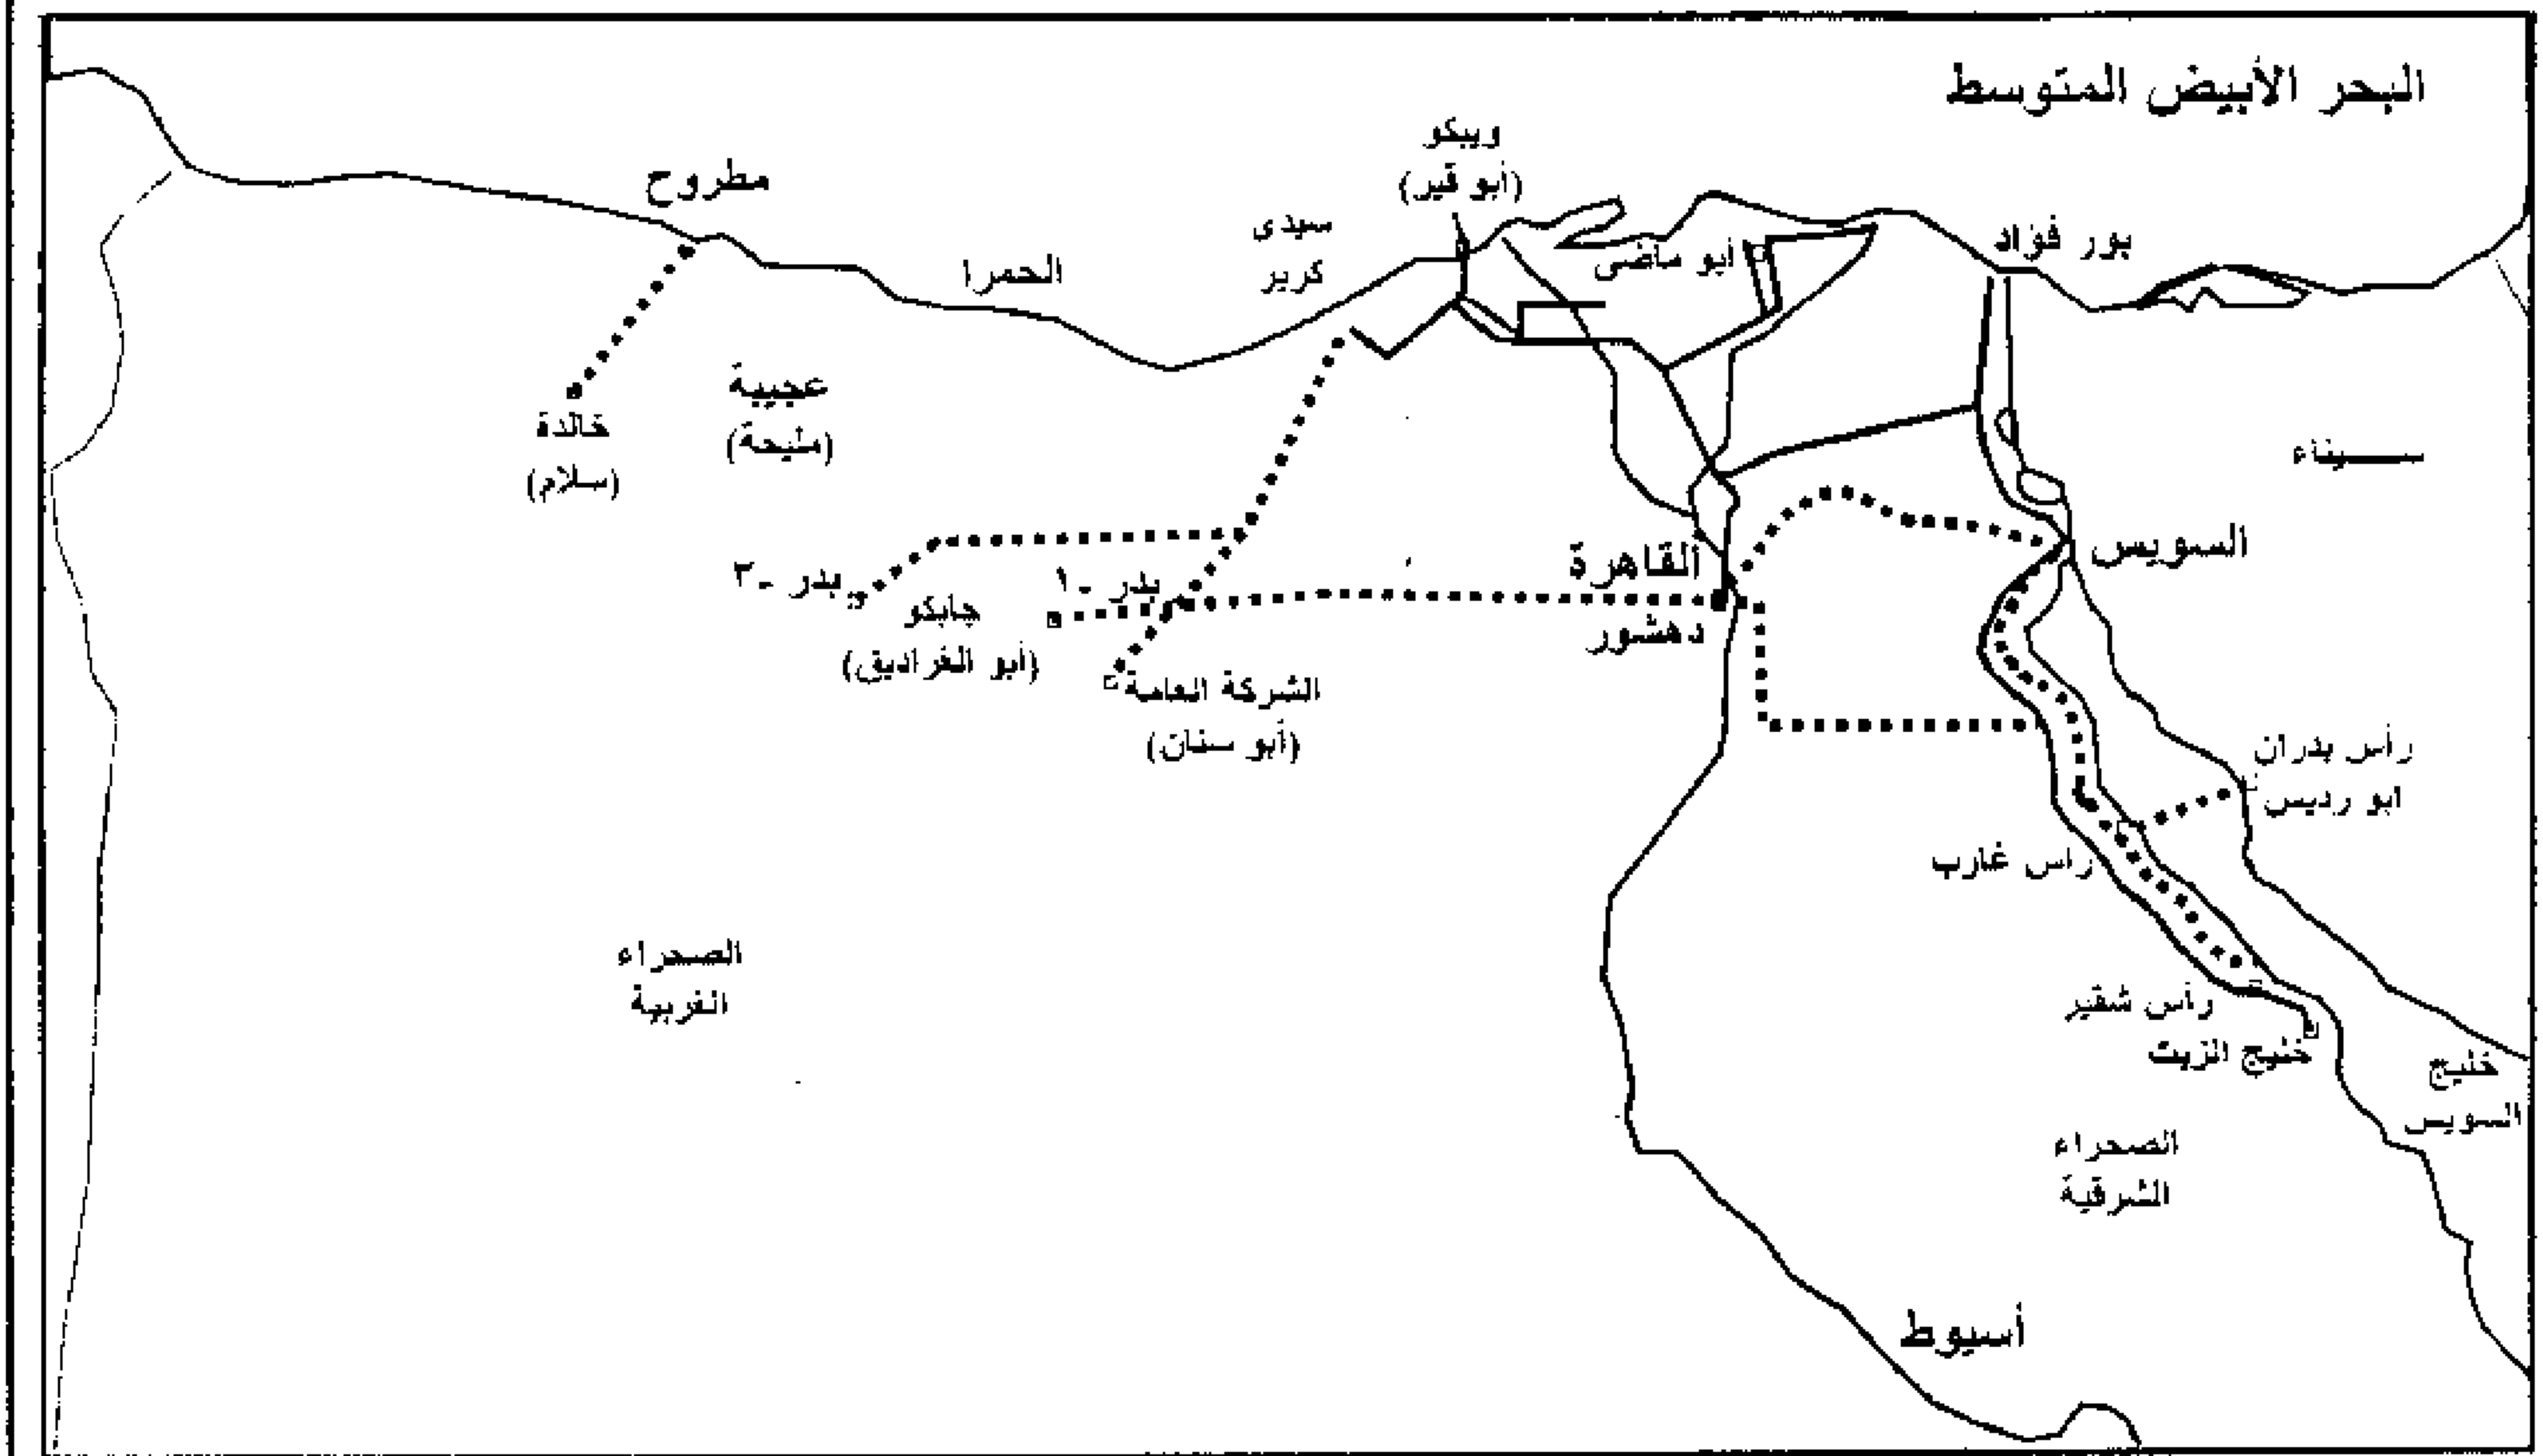 البحر الأبيض المتوسط
ويبكو
(أبو قير)
مطروح
سيدى
كرير
الحمرا
أبو ماضى
بور فؤاد
عجيبة
(مليحة)
خالدة
(سلام)
سيناء
السويس
القاهرة
دهشور
بدر -١
بدر -٣
جابكو
(أبو الغراديق)
الشركة العامة
(أبو سنان)
رأس بدران
ابو رديس
راس غارب
الصحراء
الغربية
رأس شقير
خليج الزيت
خليج
السويس
الصحراء
الشرقية
أسيوط